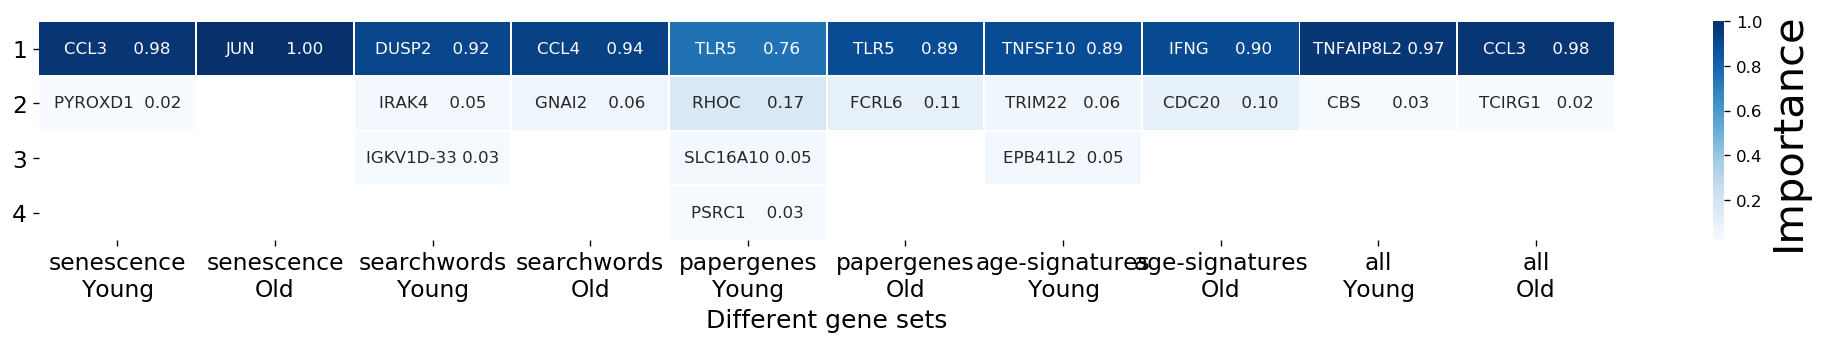 1 CCL3 0.98 JUN 1.00 DUSP2 0.92 CCL4 0.94 TLR5 0.76 TLR5 0.89 TNFSF10 0.89 IFNG 0.90 TNFAIP8L2 0.97 CCL3 0.98
2 PYROXD1 0.02 IRAK4 0.05 GNAI2 0.06 RHOC 0.17 FCRL6 0.11 TRIM22 0.06 CDC20 0.10 CBS 0.03 TCIRG1 0.02
3 IGKV1D-33 0.03 SLC16A10 0.05 EPB41L2 0.05
4 PSRC1 0.03
senescence senescence searchwords searchwords papergenes papergenes age-signatures age-signatures all all
Young Old Young Old Young Old Young Old Young Old
Different gene sets
1.0
0.8
0.6
0.4
0.2
Importance